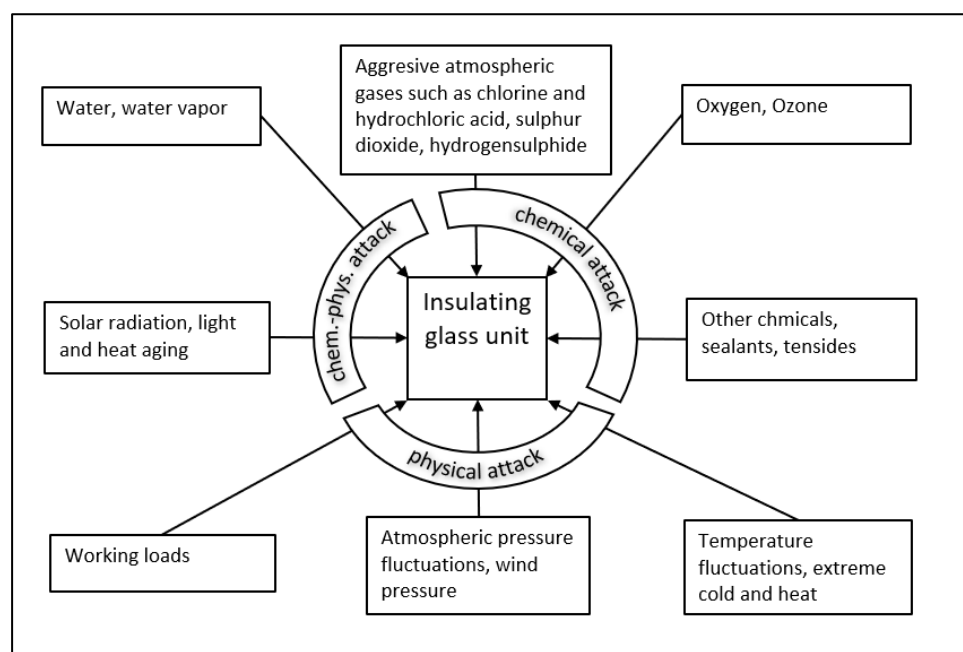 Aggresive atmospheric
gases such as chlorine and
hydrochloric acid, sulphur
dioxide, hydrogensulphide
Water, water vapor
Oxygen, Ozone
chem.-phys. attack
chemical attack
Insulating
glass unit
Solar radiation, light
and heat aging
Other chmicals,
sealants, tensides
physical attack
Working loads
Atmospheric pressure
fluctuations, wind
pressure
Temperature
fluctuations, extreme
cold and heat